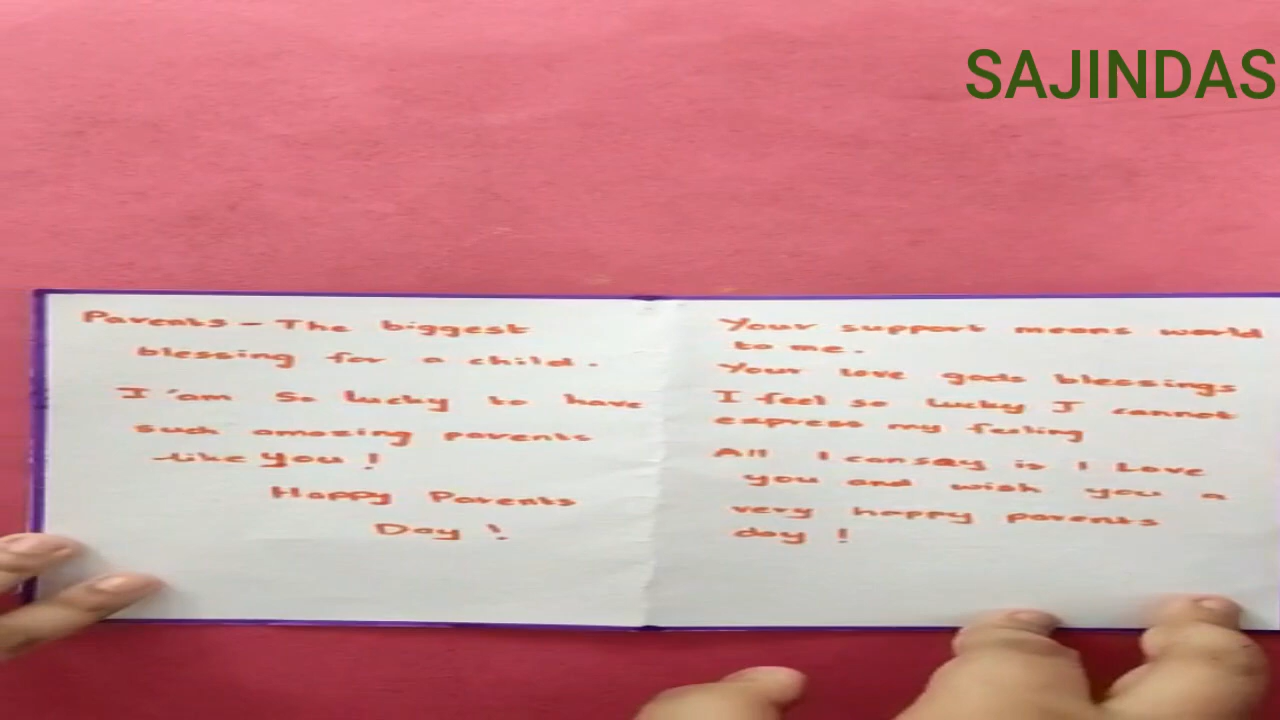 SAJINDAS
Parents - The biggest
blessing for a child.
I'am so lucky to have
such amazing parents
like you!
Happy Parents
Day!
Your support means world
to me.
Your love gods blessings
I feel so lucky I cannot
express my feeling
All I can say is I Love
you and wish you a
very happy parents
day!